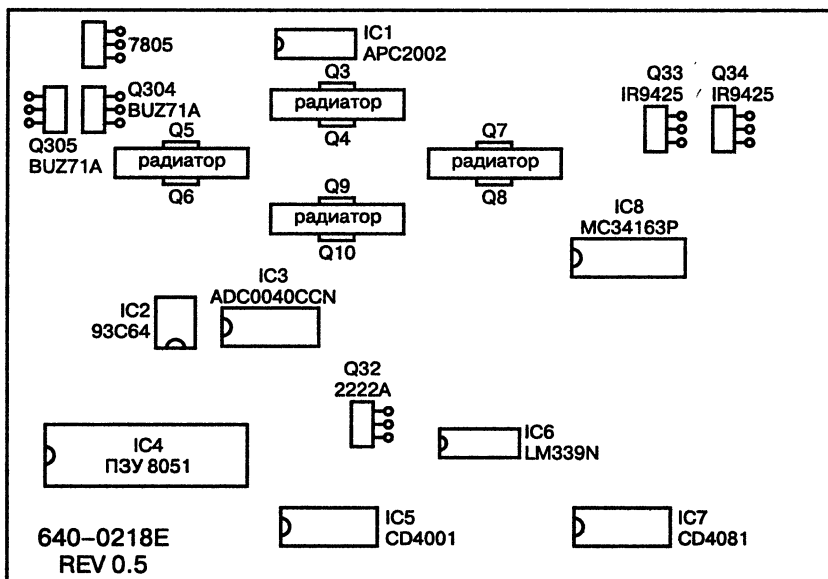 7805
IC1
APC2002
Q304
BUZ71A
Q305
BUZ71A
Q3
радиатор
Q4
Q5
радиатор
Q6
Q7
радиатор
Q8
Q9
радиатор
Q10
Q33
IR9425
Q34
IR9425
IC8
MC34163P
IC3
ADC0040CCN
IC2
93C64
Q32
2222A
IC4
ПЗУ 8051
IC6
LM339N
IC5
CD4001
IC7
CD4081
640-0218E
REV 0.5